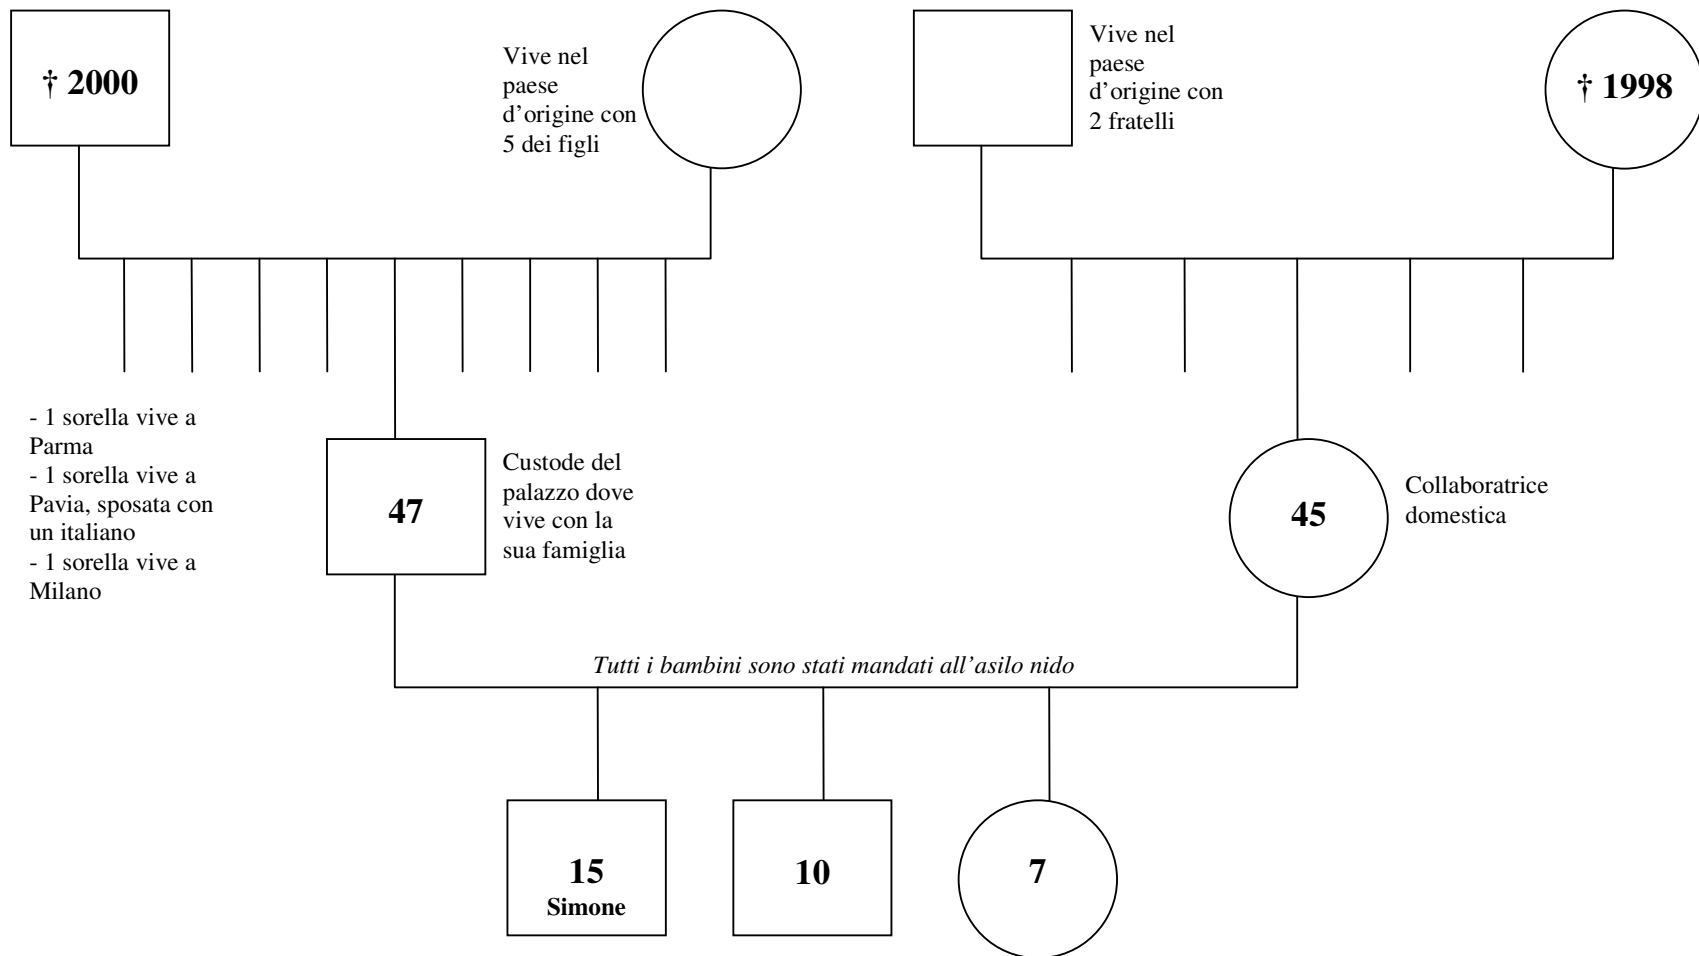 † 2000
Vive nel
paese
d'origine con
5 dei figli
Vive nel
paese
d'origine con
2 fratelli
† 1998
- 1 sorella vive a
Parma
- 1 sorella vive a
Pavia, sposata con
un italiano
- 1 sorella vive a
Milano
47
Custode del
palazzo dove
vive con la
sua famiglia
45
Collaboratrice
domestica
Tutti i bambini sono stati mandati all'asilo nido
15
Simone
10
7